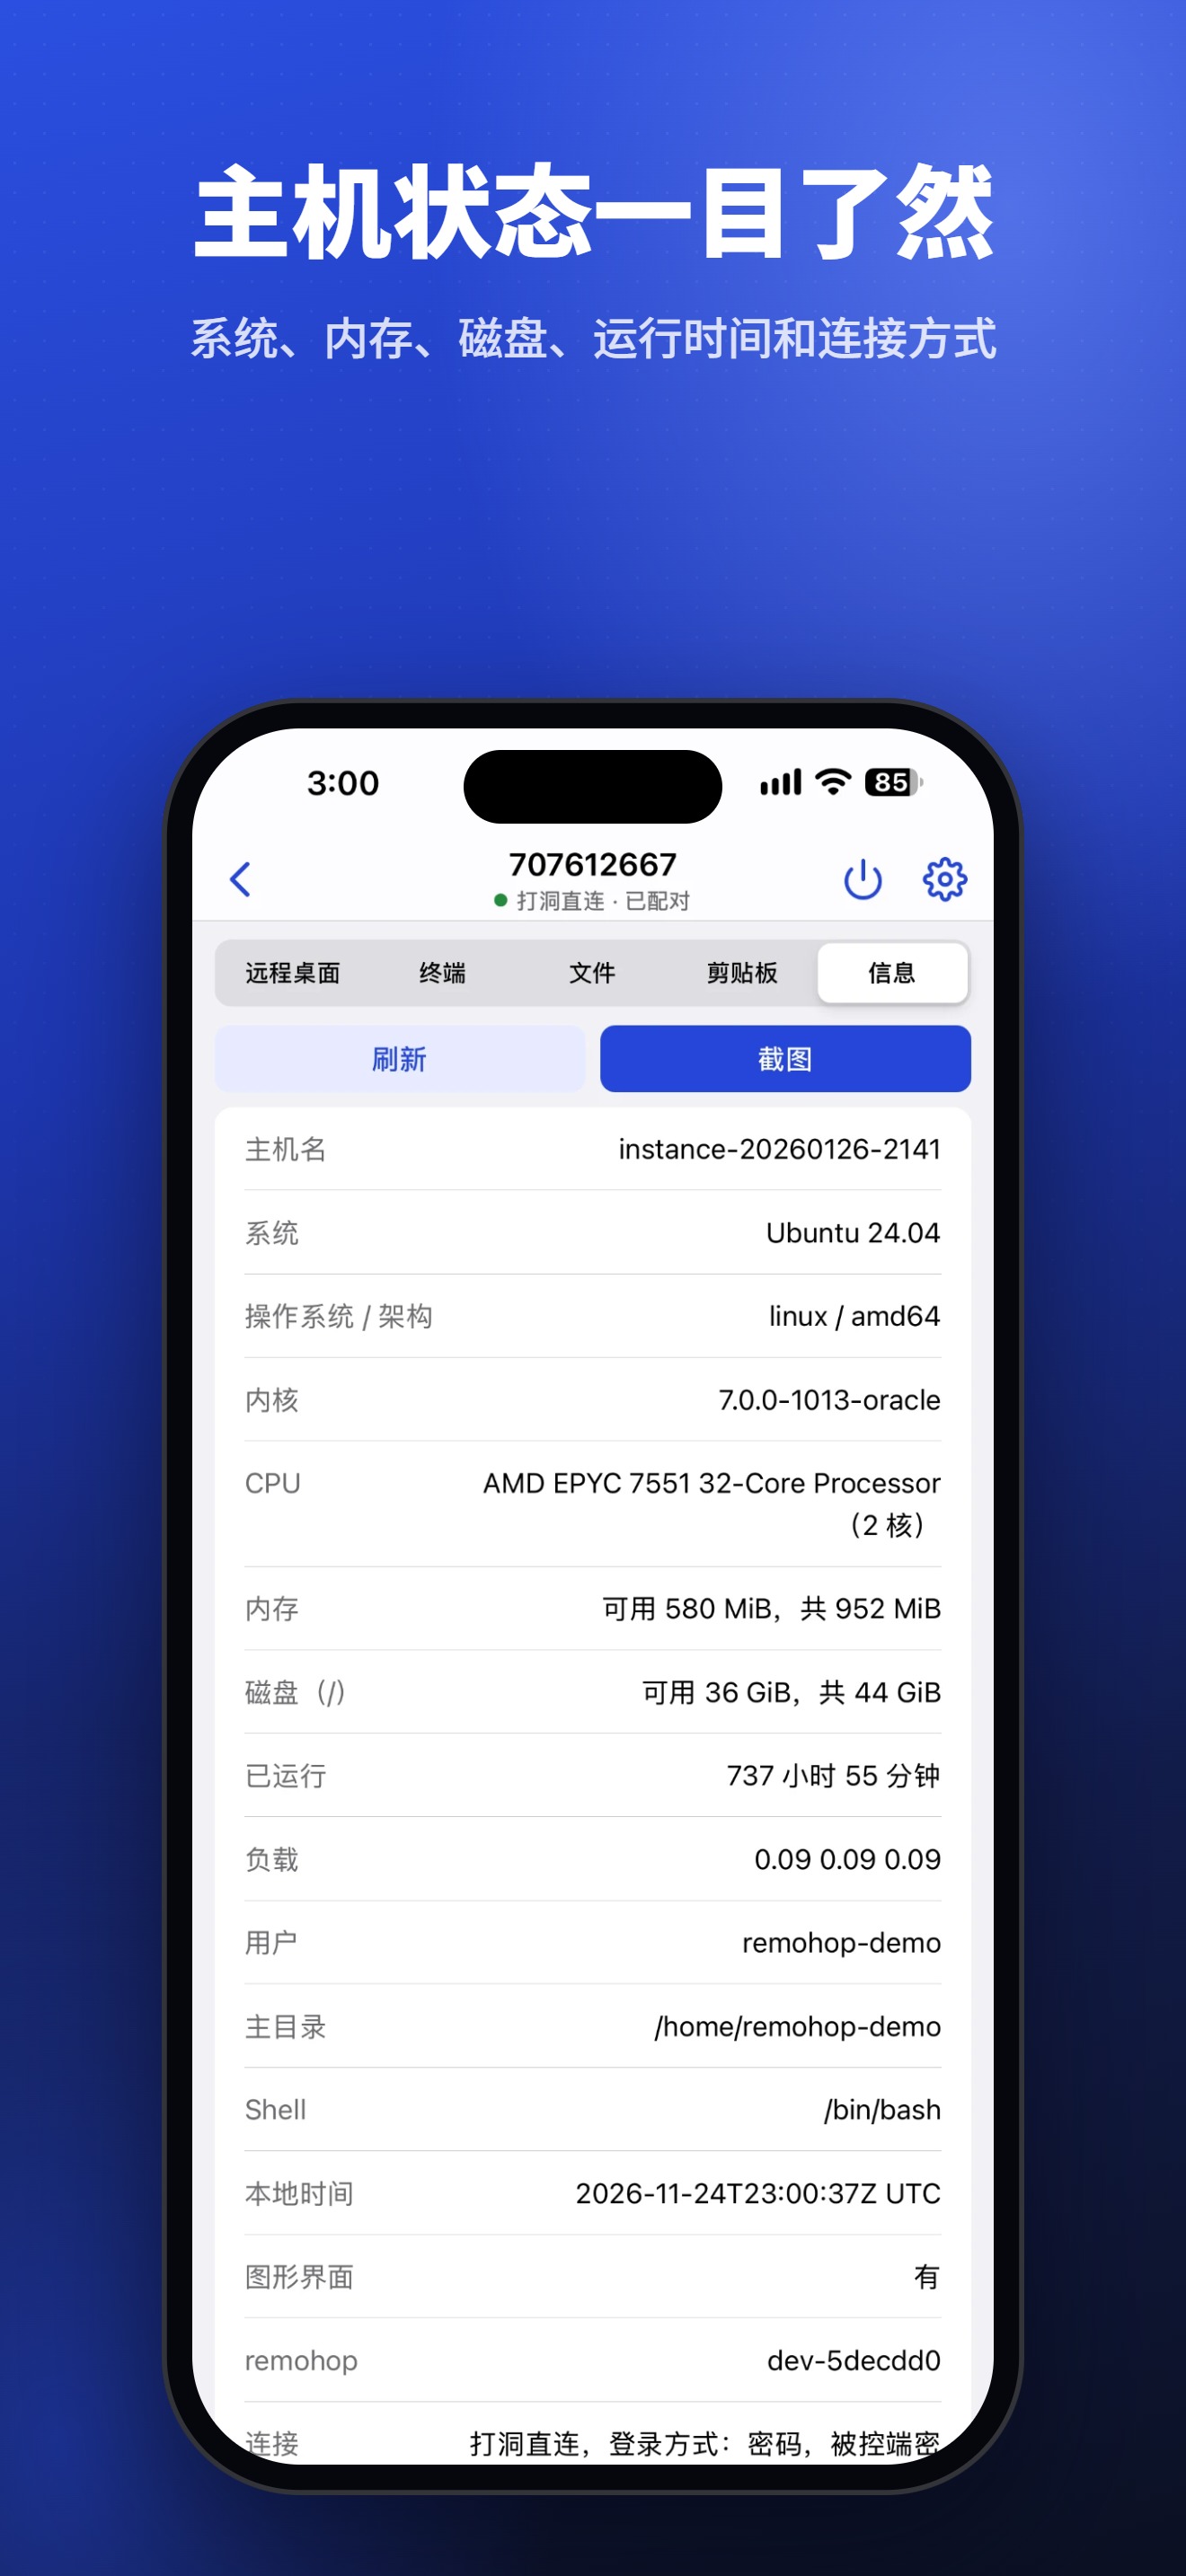 主机状态一目了然
系统、内存、磁盘、运行时间和连接方式
3:00
85
707612667
打洞直连 · 已配对
远程桌面 终端 文件 剪贴板 信息
刷新 截图
主机名 instance-20260126-2141
系统 Ubuntu 24.04
操作系统 / 架构 linux / amd64
内核 7.0.0-1013-oracle
CPU AMD EPYC 7551 32-Core Processor
（2 核）
内存 可用 580 MiB，共 952 MiB
磁盘（/） 可用 36 GiB，共 44 GiB
已运行 737 小时 55 分钟
负载 0.09 0.09 0.09
用户 remohop-demo
主目录 /home/remohop-demo
Shell /bin/bash
本地时间 2026-11-24T23:00:37Z UTC
图形界面 有
remohop dev-5decdd0
连接 打洞直连，登录方式：密码，被控端密